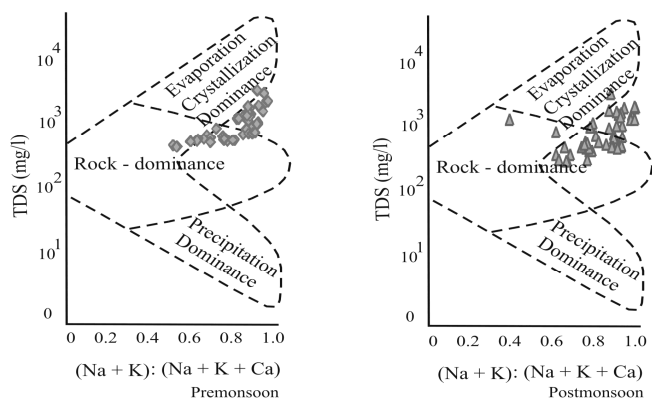 TDS (mg/l)
10^4
10^3
10^2
10^1
0
Evaporation
Crystallization
Dominance
Rock - dominance
Precipitation
Dominance
0 0.2 0.4 0.6 0.8 1.0
(Na + K): (Na + K + Ca)
Premonsoon
TDS (mg/l)
10^4
10^3
10^2
10^1
0
Evaporation
Crystallization
Dominance
Rock - dominance
Precipitation
Dominance
0 0.2 0.4 0.6 0.8 1.0
(Na + K): (Na + K + Ca)
Postmonsoon